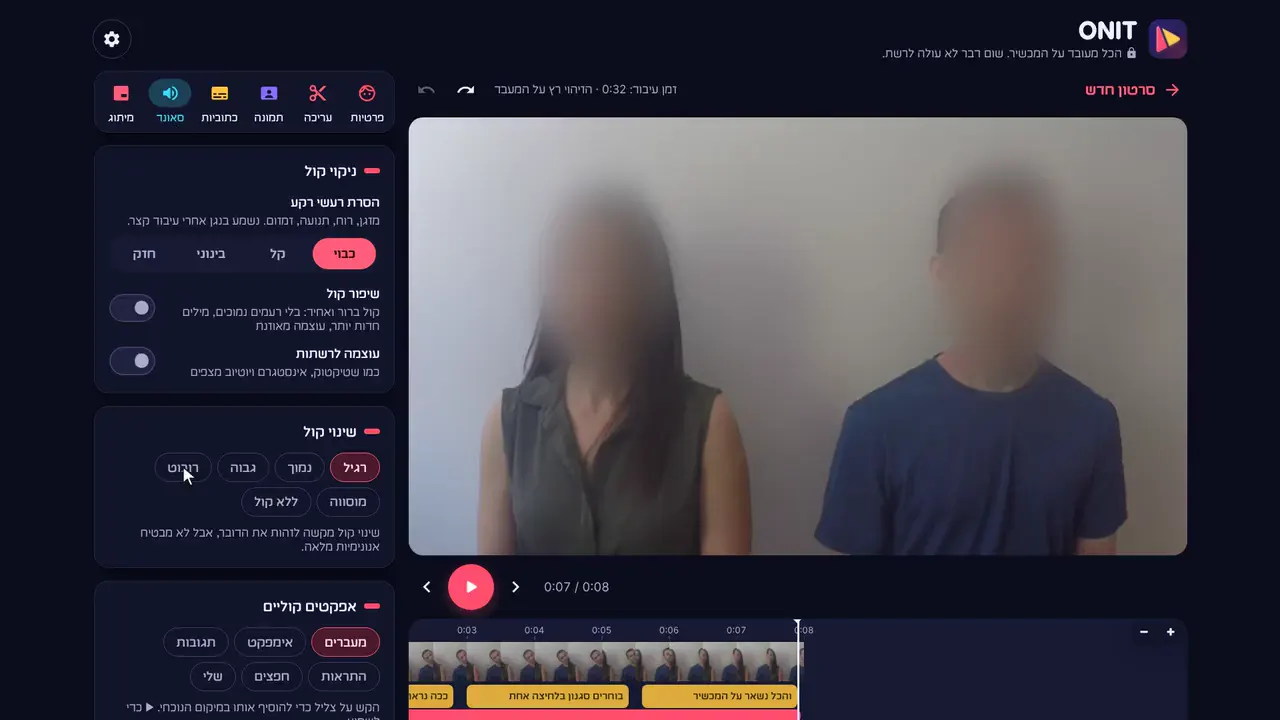 ONIT
הכל מעובד על המכשיר. שום דבר לא עולה לרשת.
סרטון חדש
זמן עיבוד: 0:32 · הזיהוי רץ על המעבד
פרטיות
עריכה
תמונה
כתוביות
סאונד
מיתוג
ניקוי קול
הסרת רעשי רקע
מזגן, רוח, תנועה, זמזום. נשמע בנגן אחרי עיבוד קצר.
כבוי
קל
בינוני
חזק
שיפור קול
קול ברור ואחיד: בלי רעמים נמוכים, מילים
חדות יותר, עוצמה מאוזנת
עוצמה לרשתות
כמו שטיקטוק, אינסטגרם ויוטיוב מצפים
שינוי קול
רגיל
נמוך
גבוה
רובוט
מוסווה
ללא קול
שינוי קול מקשה לזהות את הדובר, אבל לא מבטיח
אנונימיות מלאה.
אפקטים קוליים
מעברים
אימפקט
תגובות
התראות
חפצים
שלי
הקש על צליל כדי להוסיף אותו במיקום הנוכחי. ▶ כדי
0:07 / 0:08
0:03
0:04
0:05
0:06
0:07
0:08
ככה נראו
בוחרים סגנון בלחיצה אחת
והכל נשאר על המכשיר